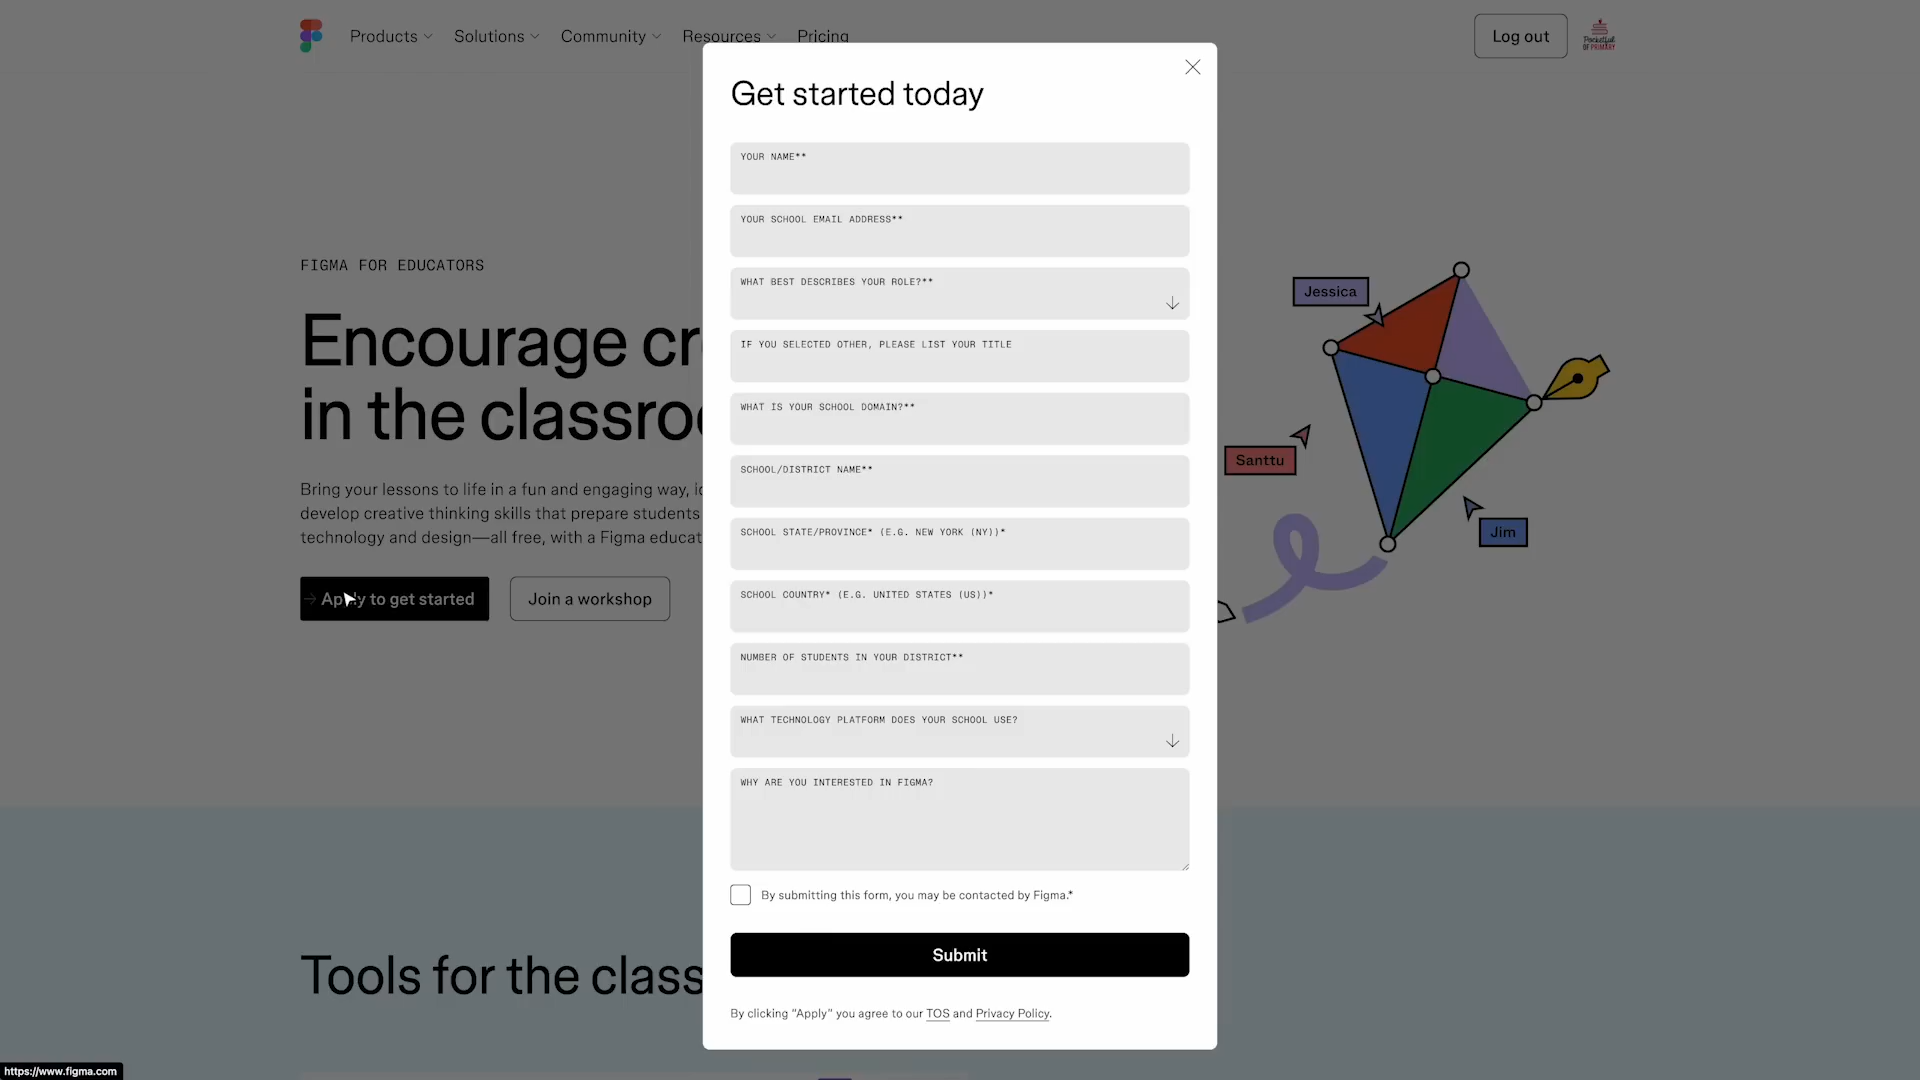 Products
Solutions
Community
Resources
Pricing
Log out
Pocketful
OF PRIMARY
FIGMA FOR EDUCATORS
Encourage
in the
Bring your lessons to life in a fun and engaging way,
develop creative thinking skills that prepare students
technology and design—all free, with a Figma
Apply to get started
Join a workshop
Jessica
Santtu
Jim
Tools for the
Get started today
YOUR NAME**
YOUR SCHOOL EMAIL ADDRESS**
WHAT BEST DESCRIBES YOUR ROLE?**
IF YOU SELECTED OTHER, PLEASE LIST YOUR TITLE
WHAT IS YOUR SCHOOL DOMAIN?**
SCHOOL/DISTRICT NAME**
SCHOOL STATE/PROVINCE* (E.G. NEW YORK (NY))*
SCHOOL COUNTRY* (E.G. UNITED STATES (US))*
NUMBER OF STUDENTS IN YOUR DISTRICT**
WHAT TECHNOLOGY PLATFORM DOES YOUR SCHOOL USE?
WHY ARE YOU INTERESTED IN FIGMA?
By submitting this form, you may be contacted by Figma.*
Submit
By clicking "Apply" you agree to our TOS and Privacy Policy.
https://www.figma.com